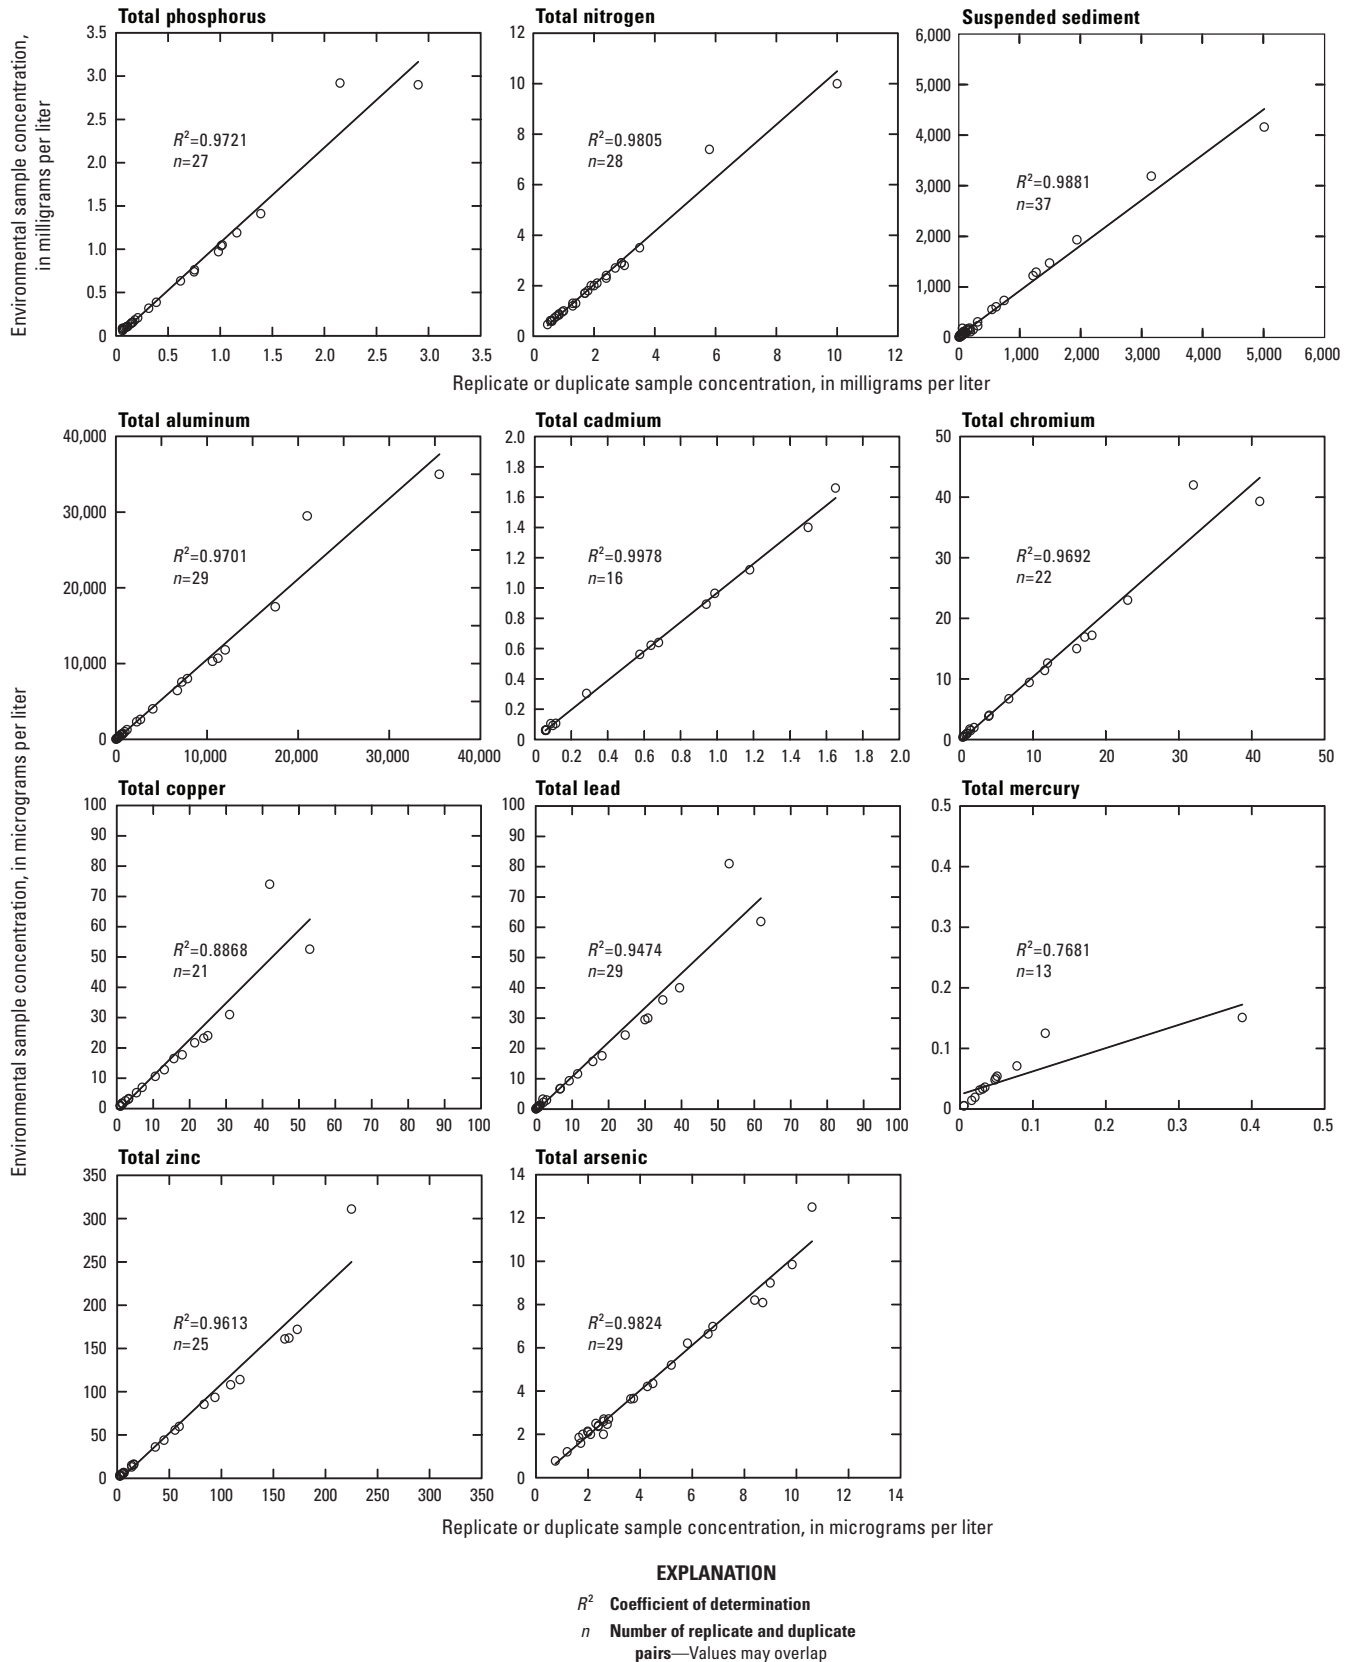 Total phosphorus
Environmental sample concentration,
in milligrams per liter
3.5
3.0
2.5
2.0
1.5
1.0
0.5
0
R²=0.9721
n=27
0 0.5 1.0 1.5 2.0 2.5 3.0 3.5
Total nitrogen
12
10
8
6
4
2
0
R²=0.9805
n=28
0 2 4 6 8 10 12
Suspended sediment
6,000
5,000
4,000
3,000
2,000
1,000
0
R²=0.9881
n=37
0 1,000 2,000 3,000 4,000 5,000 6,000
Replicate or duplicate sample concentration, in milligrams per liter
Environmental sample concentration, in micrograms per liter
Total aluminum
40,000
30,000
20,000
10,000
0
R²=0.9701
n=29
0 10,000 20,000 30,000 40,000
Total cadmium
2.0
1.8
1.6
1.4
1.2
1.0
0.8
0.6
0.4
0.2
0
R²=0.9978
n=16
0 0.2 0.4 0.6 0.8 1.0 1.2 1.4 1.6 1.8 2.0
Total chromium
50
40
30
20
10
0
R²=0.9692
n=22
0 10 20 30 40 50
Total copper
100
90
80
70
60
50
40
30
20
10
0
R²=0.8868
n=21
0 10 20 30 40 50 60 70 80 90 100
Total lead
100
90
80
70
60
50
40
30
20
10
0
R²=0.9474
n=29
0 10 20 30 40 50 60 70 80 90 100
Total mercury
0.5
0.4
0.3
0.2
0.1
0
R²=0.7681
n=13
0 0.1 0.2 0.3 0.4 0.5
Total zinc
350
300
250
200
150
100
50
0
R²=0.9613
n=25
0 50 100 150 200 250 300 350
Total arsenic
14
12
10
8
6
4
2
0
R²=0.9824
n=29
0 2 4 6 8 10 12 14
Replicate or duplicate sample concentration, in micrograms per liter
EXPLANATION
R² Coefficient of determination
n Number of replicate and duplicate
pairs—Values may overlap